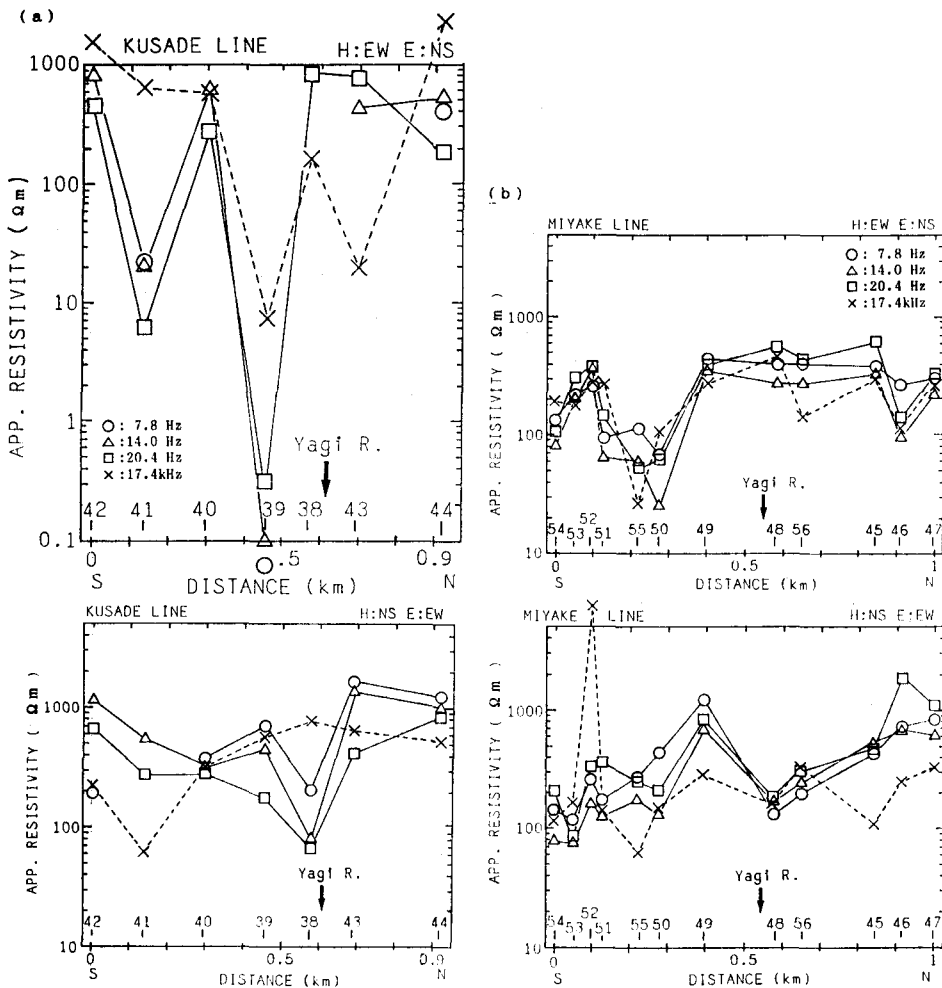 (a)
KUSADE LINE H:EW E:NS
1000
100
10
1
0.1
APP. RESISTIVITY (Ωm)
○: 7.8 Hz
△:14.0 Hz
□:20.4 Hz
×:17.4kHz
Yagi R.
42 41 40 39 38 43 44
0 0.5 0.9
S DISTANCE (km) N
(b)
MIYAKE LINE H:EW E:NS
○: 7.8 Hz
△: 14.0 Hz
□: 20.4 Hz
×: 17.4kHz
1000
100
10
APP. RESISTIVITY (Ωm)
Yagi R.
54 53 52 51 55 50 49 48 56 45 46 47
0 0.5 1
S DISTANCE (km) N
KUSADE LINE H:NS E:EW
1000
100
10
APP. RESISTIVITY (Ωm)
Yagi R.
42 41 40 39 38 43 44
0 0.5 0.9
S DISTANCE (km) N
MIYAKE LINE H:NS E:EW
1000
100
10
APP. RESISTIVITY (Ωm)
Yagi R.
54 53 52 51 55 50 49 48 56 45 46 47
0 0.5 1
S DISTANCE (km) N